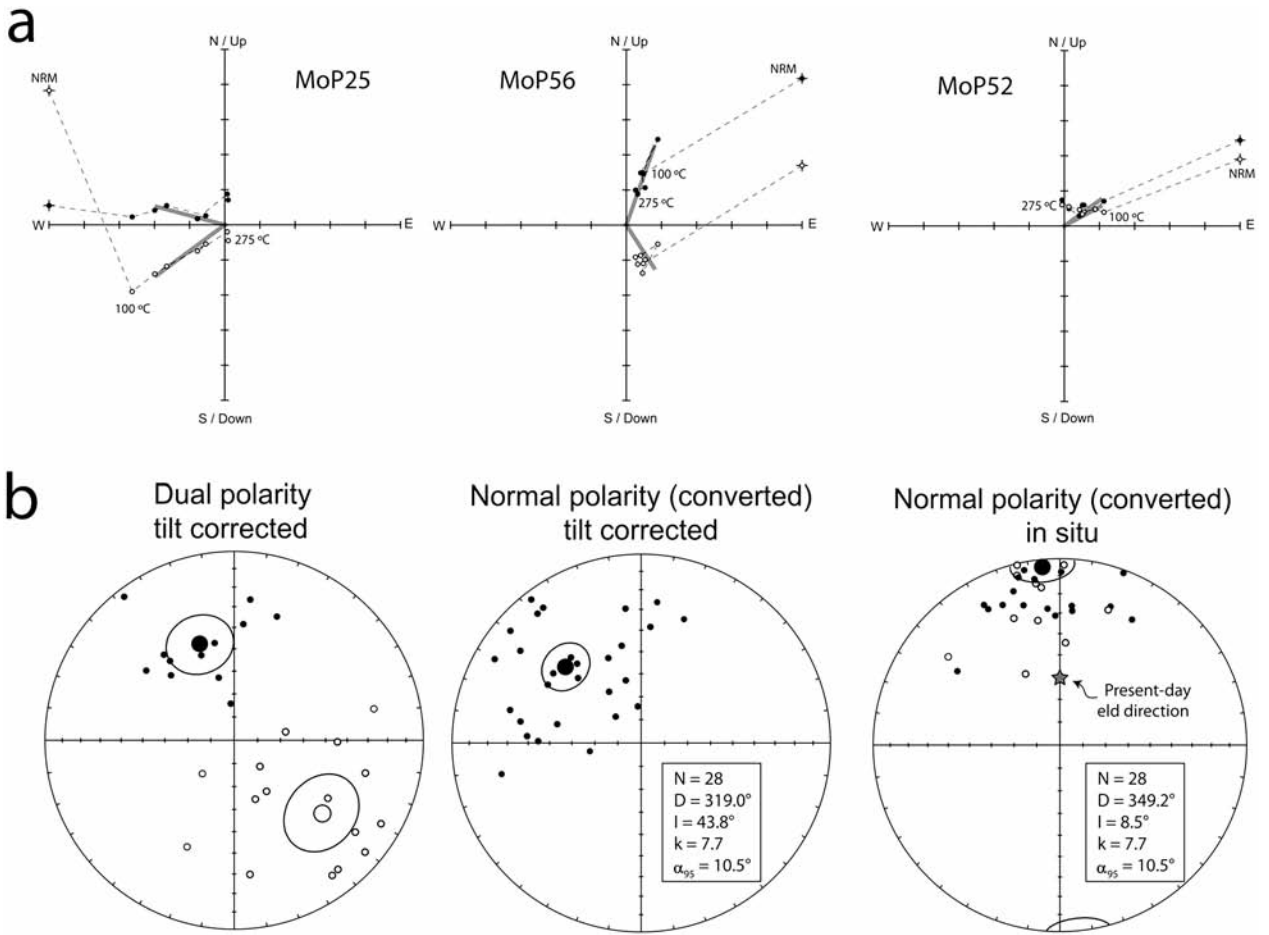 a
N / Up
MoP25
NRM
W
E
275 ºC
100 ºC
S / Down
N / Up
MoP56
NRM
100 ºC
275 ºC
W
E
S / Down
N / Up
MoP52
NRM
275 ºC
100 ºC
W
E
S / Down
b
Dual polarity
tilt corrected
Normal polarity (converted)
tilt corrected
N = 28
D = 319.0°
I = 43.8°
k = 7.7
α95 = 10.5°
Normal polarity (converted)
in situ
Present-day
eld direction
N = 28
D = 349.2°
I = 8.5°
k = 7.7
α95 = 10.5°